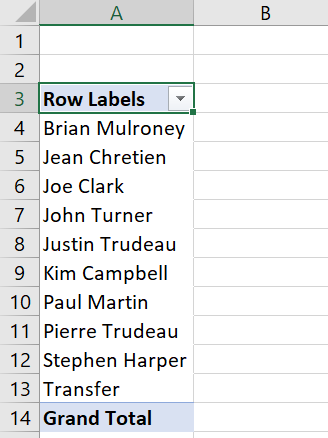 A B
1
2
3 Row Labels
4 Brian Mulroney
5 Jean Chretien
6 Joe Clark
7 John Turner
8 Justin Trudeau
9 Kim Campbell
10 Paul Martin
11 Pierre Trudeau
12 Stephen Harper
13 Transfer
14 Grand Total